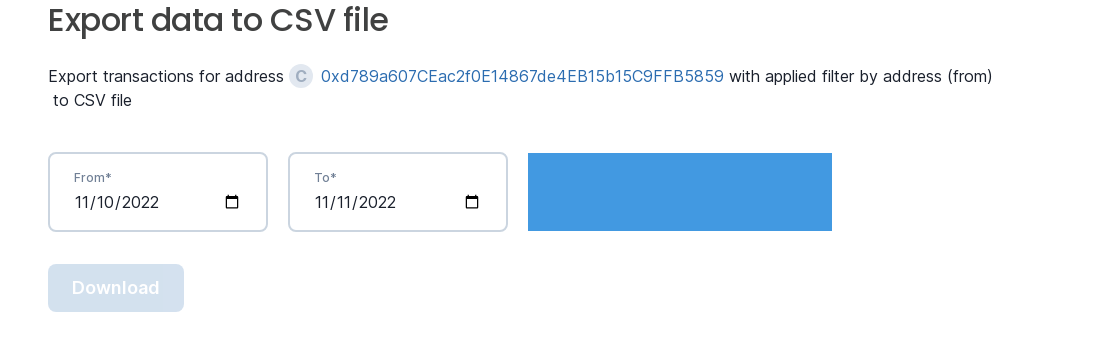 Export data to CSV file
Export transactions for address C 0xd789a607CEac2f0E14867de4EB15b15C9FFB5859 with applied filter by address (from)
to CSV file
From* To*
11/10/2022 11/11/2022
Download